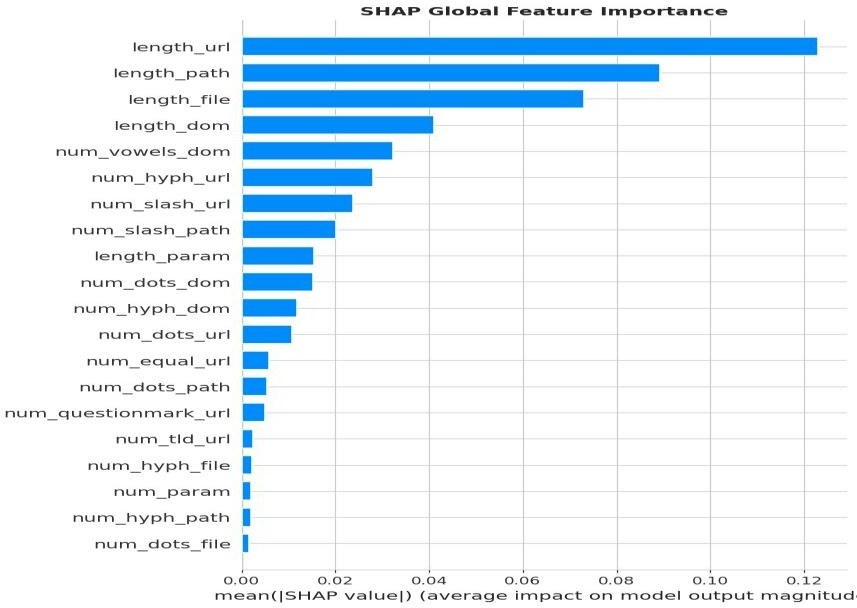 SHAP Global Feature Importance
length_url
length_path
length_file
length_dom
num_vowels_dom
num_hyph_url
num_slash_url
num_slash_path
length_param
num_dots_dom
num_hyph_dom
num_dots_url
num_equal_url
num_dots_path
num_questionmark_url
num_tld_url
num_hyph_file
num_param
num_hyph_path
num_dots_file
0.00 0.02 0.04 0.06 0.08 0.10 0.12
mean(|SHAP value|) (average impact on model output magnitud